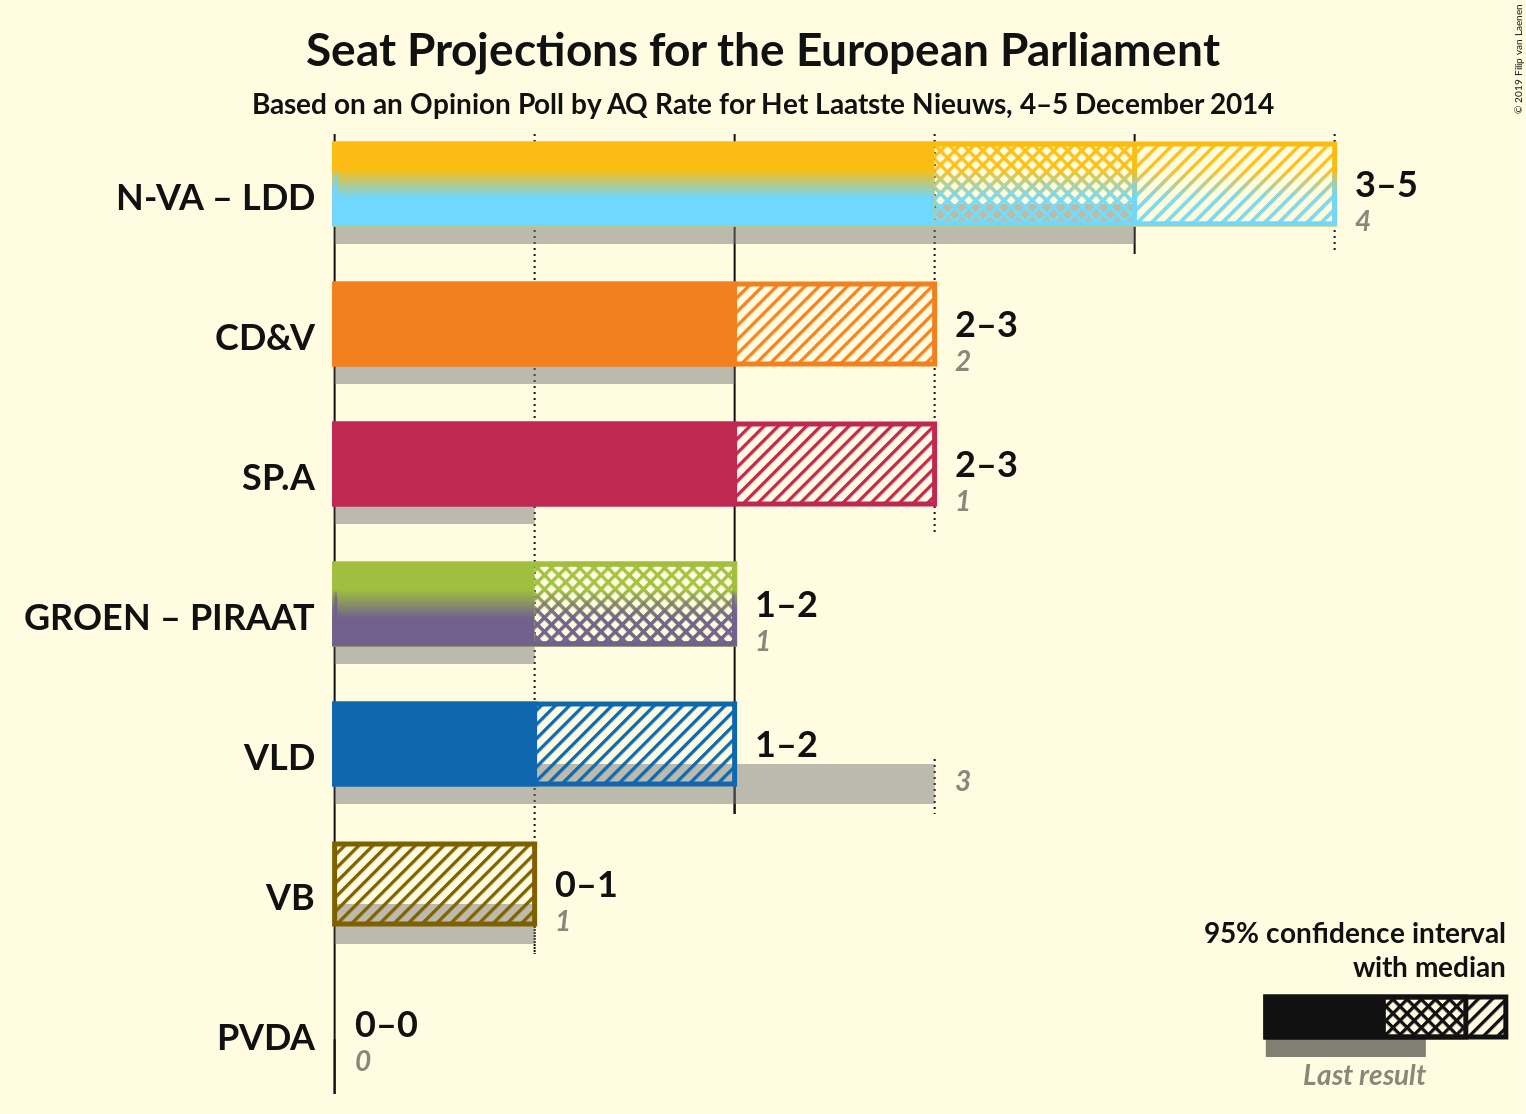 Seat Projections for the European Parliament
Based on an Opinion Poll by AQ Rate for Het Laatste Nieuws, 4–5 December 2014
© 2019 Filip van Laenen
N-VA – LDD
3–5
4
CD&V
2–3
2
SP.A
2–3
1
GROEN – PIRAAT
1–2
1
VLD
1–2
3
VB
0–1
1
PVDA
0–0
0
95% confidence interval
with median
Last result